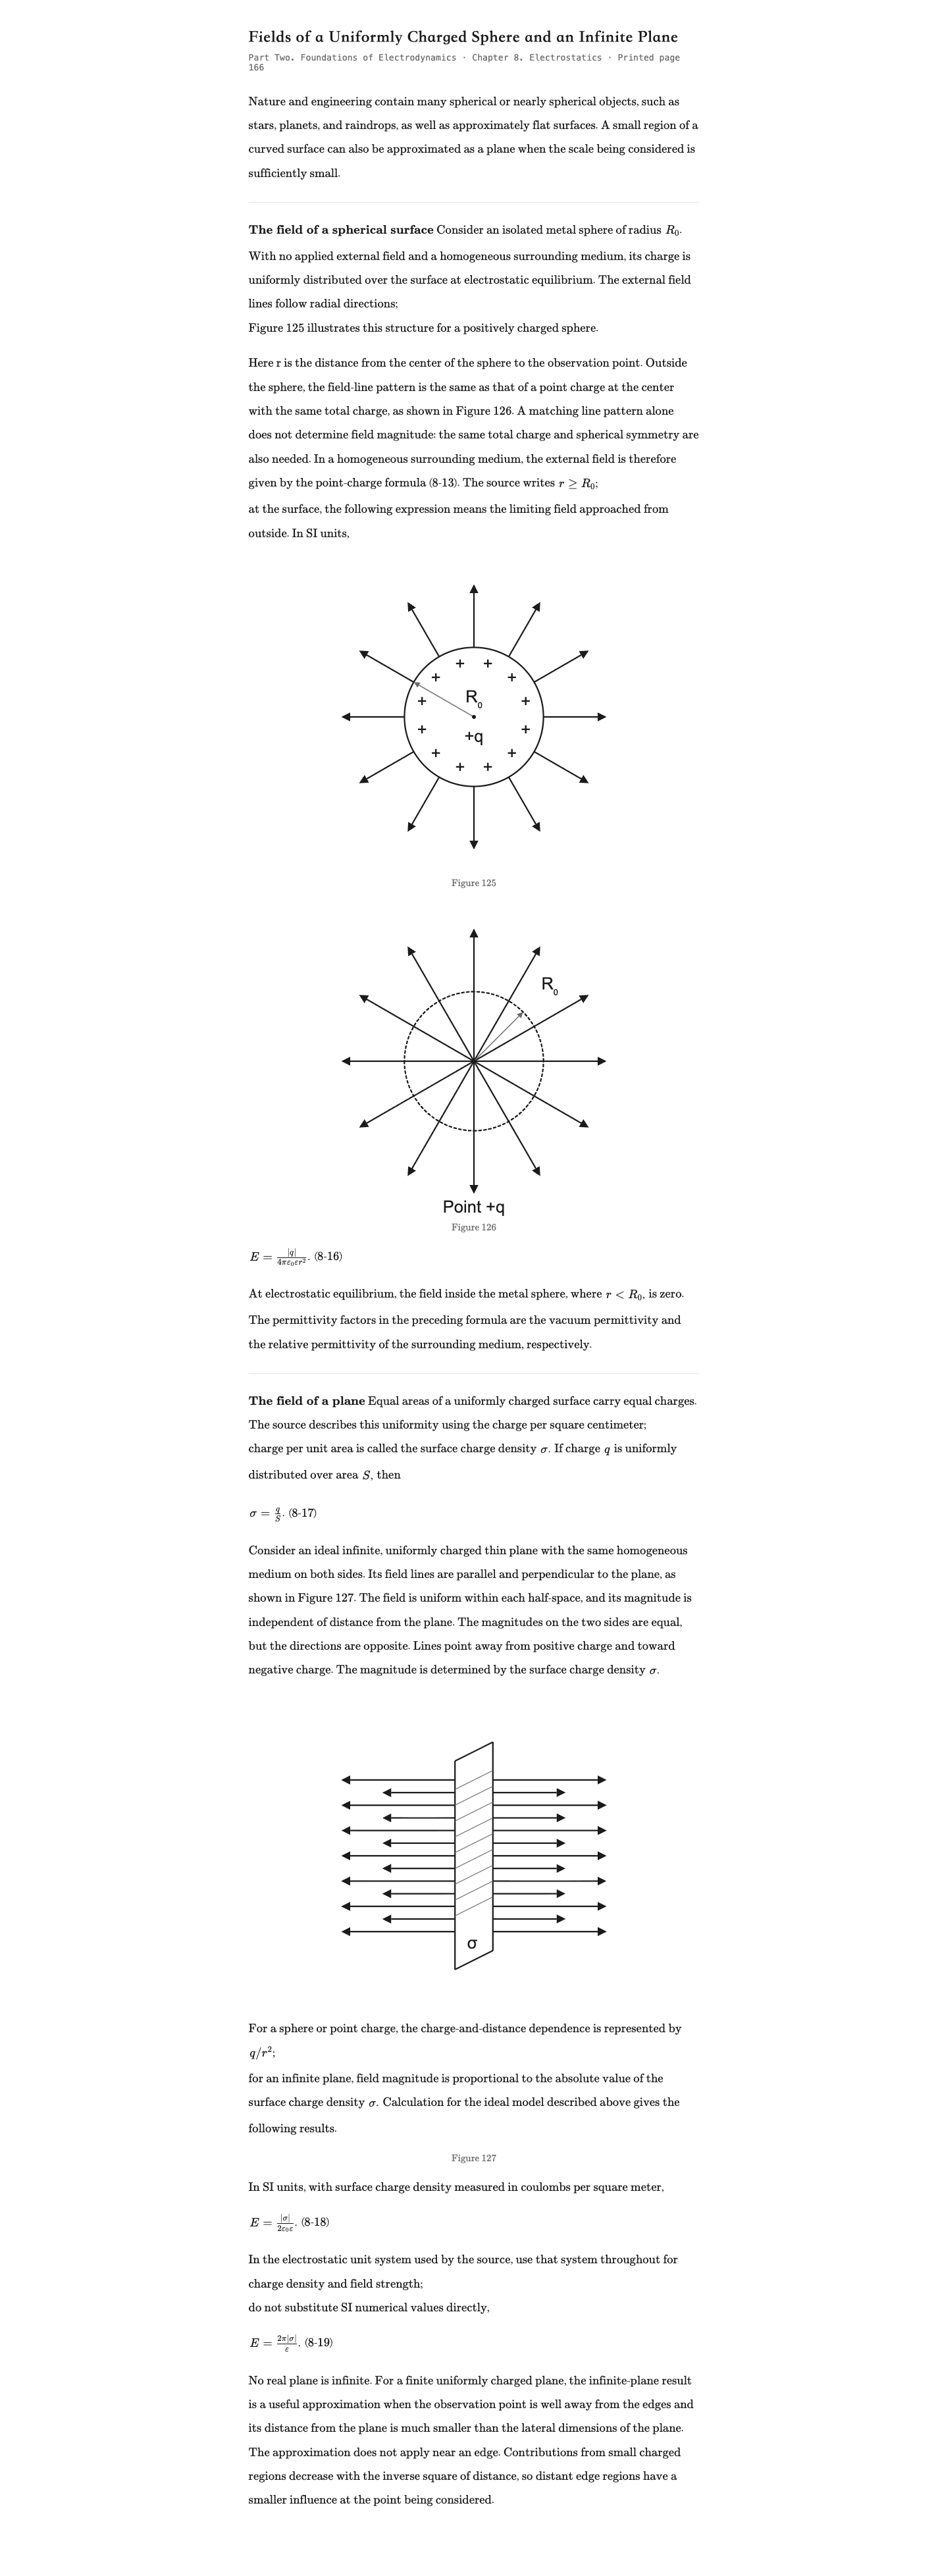 Fields of a Uniformly Charged Sphere and an Infinite Plane
Part Two. Foundations of Electrodynamics · Chapter 8. Electrostatics · Printed page
166
Nature and engineering contain many spherical or nearly spherical objects, such as
stars, planets, and raindrops, as well as approximately flat surfaces. A small region of a
curved surface can also be approximated as a plane when the scale being considered is
sufficiently small.
The field of a spherical surface Consider an isolated metal sphere of radius R₀.
With no applied external field and a homogeneous surrounding medium, its charge is
uniformly distributed over the surface at electrostatic equilibrium. The external field
lines follow radial directions;
Figure 125 illustrates this structure for a positively charged sphere.
Here r is the distance from the center of the sphere to the observation point. Outside
the sphere, the field-line pattern is the same as that of a point charge at the center
with the same total charge, as shown in Figure 126. A matching line pattern alone
does not determine field magnitude: the same total charge and spherical symmetry are
also needed. In a homogeneous surrounding medium, the external field is therefore
given by the point-charge formula (8-13). The source writes r ≥ R₀;
at the surface, the following expression means the limiting field approached from
outside. In SI units,
+ +
+ +
R₀
+ +
+q
+ +
+ +
+ +
Figure 125
R₀
Point +q
Figure 126
E = |q| / 4πε₀εr². (8-16)
At electrostatic equilibrium, the field inside the metal sphere, where r < R₀, is zero.
The permittivity factors in the preceding formula are the vacuum permittivity and
the relative permittivity of the surrounding medium, respectively.
The field of a plane Equal areas of a uniformly charged surface carry equal charges.
The source describes this uniformity using the charge per square centimeter;
charge per unit area is called the surface charge density σ. If charge q is uniformly
distributed over area S, then
σ = q/S. (8-17)
Consider an ideal infinite, uniformly charged thin plane with the same homogeneous
medium on both sides. Its field lines are parallel and perpendicular to the plane, as
shown in Figure 127. The field is uniform within each half-space, and its magnitude is
independent of distance from the plane. The magnitudes on the two sides are equal,
but the directions are opposite. Lines point away from positive charge and toward
negative charge. The magnitude is determined by the surface charge density σ.
σ
For a sphere or point charge, the charge-and-distance dependence is represented by
q/r²;
for an infinite plane, field magnitude is proportional to the absolute value of the
surface charge density σ. Calculation for the ideal model described above gives the
following results.
Figure 127
In SI units, with surface charge density measured in coulombs per square meter,
E = |σ| / 2ε₀ε. (8-18)
In the electrostatic unit system used by the source, use that system throughout for
charge density and field strength;
do not substitute SI numerical values directly,
E = 2π|σ| / ε. (8-19)
No real plane is infinite. For a finite uniformly charged plane, the infinite-plane result
is a useful approximation when the observation point is well away from the edges and
its distance from the plane is much smaller than the lateral dimensions of the plane.
The approximation does not apply near an edge. Contributions from small charged
regions decrease with the inverse square of distance, so distant edge regions have a
smaller influence at the point being considered.